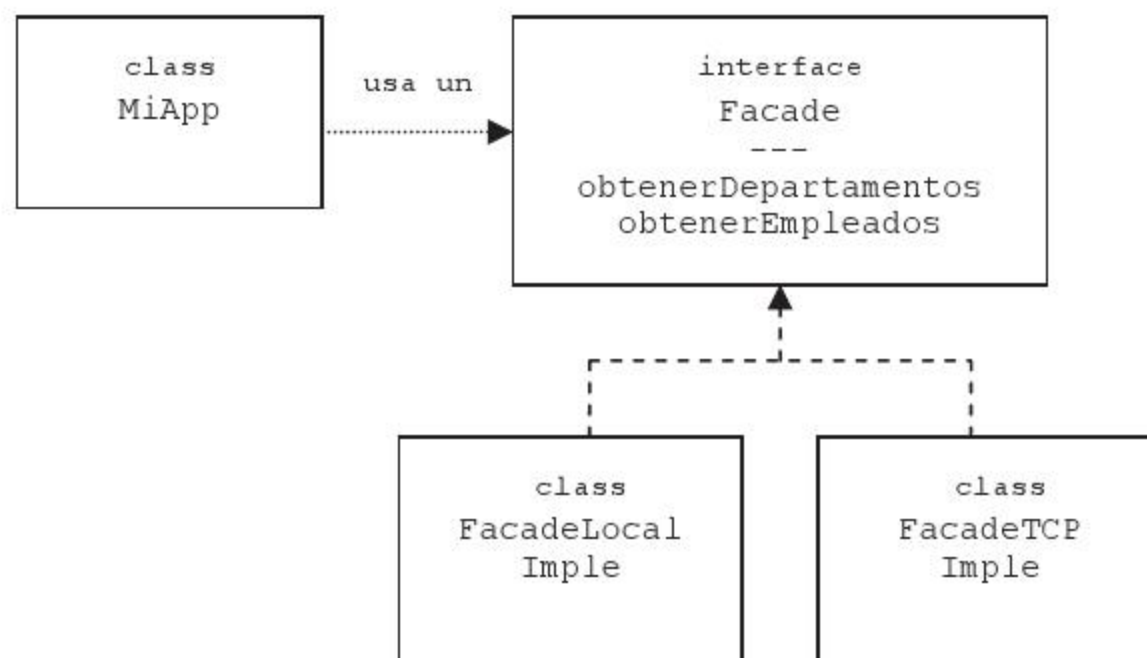 class
MiApp
usa un
interface
Facade
---
obtenerDepartamentos
obtenerEmpleados
class
FacadeLocal
Imple
class
FacadeTCP
Imple